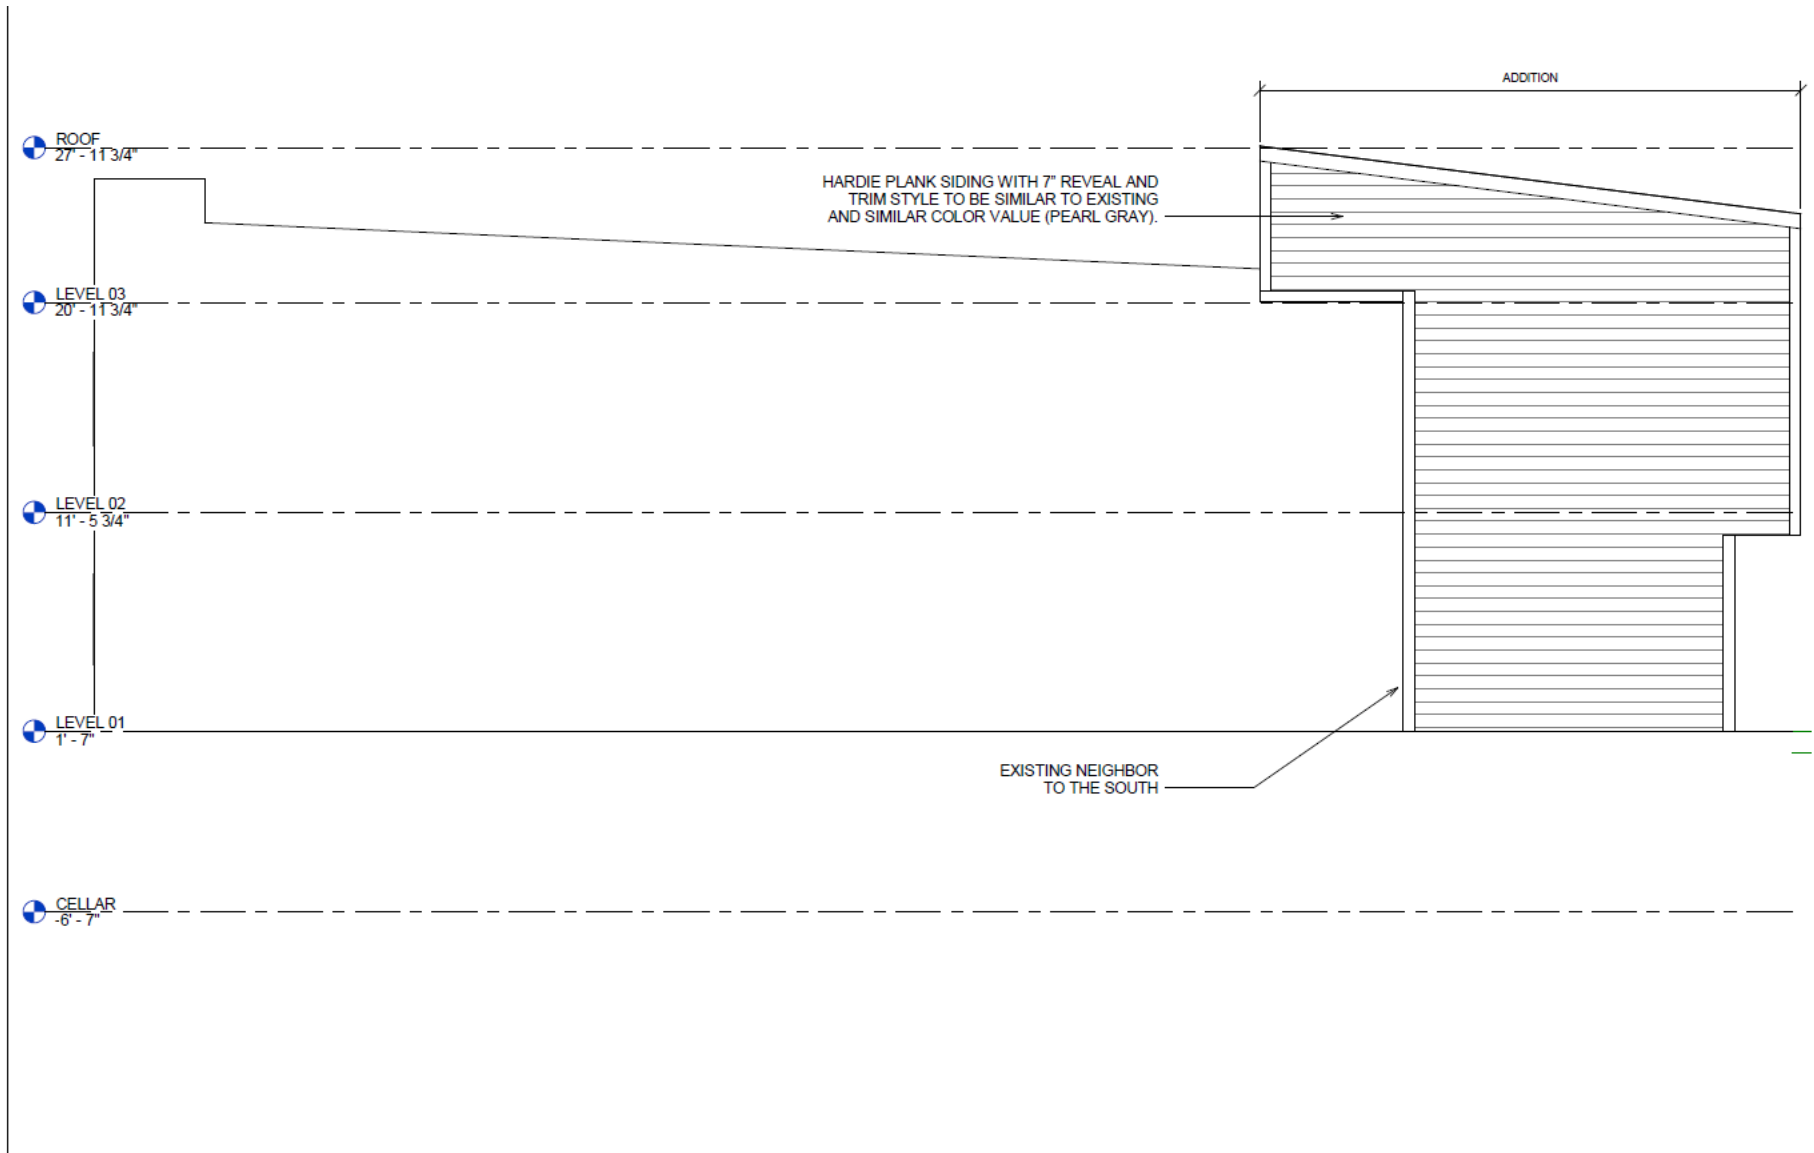 ADDITION
ROOF
27' - 11 3/4"
HARDIE PLANK SIDING WITH 7" REVEAL AND
TRIM STYLE TO BE SIMILAR TO EXISTING
AND SIMILAR COLOR VALUE (PEARL GRAY).
LEVEL 03
20' - 11 3/4"
LEVEL 02
11' - 5 3/4"
LEVEL 01
1' - 7"
EXISTING NEIGHBOR
TO THE SOUTH
CELLAR
-6' - 7"